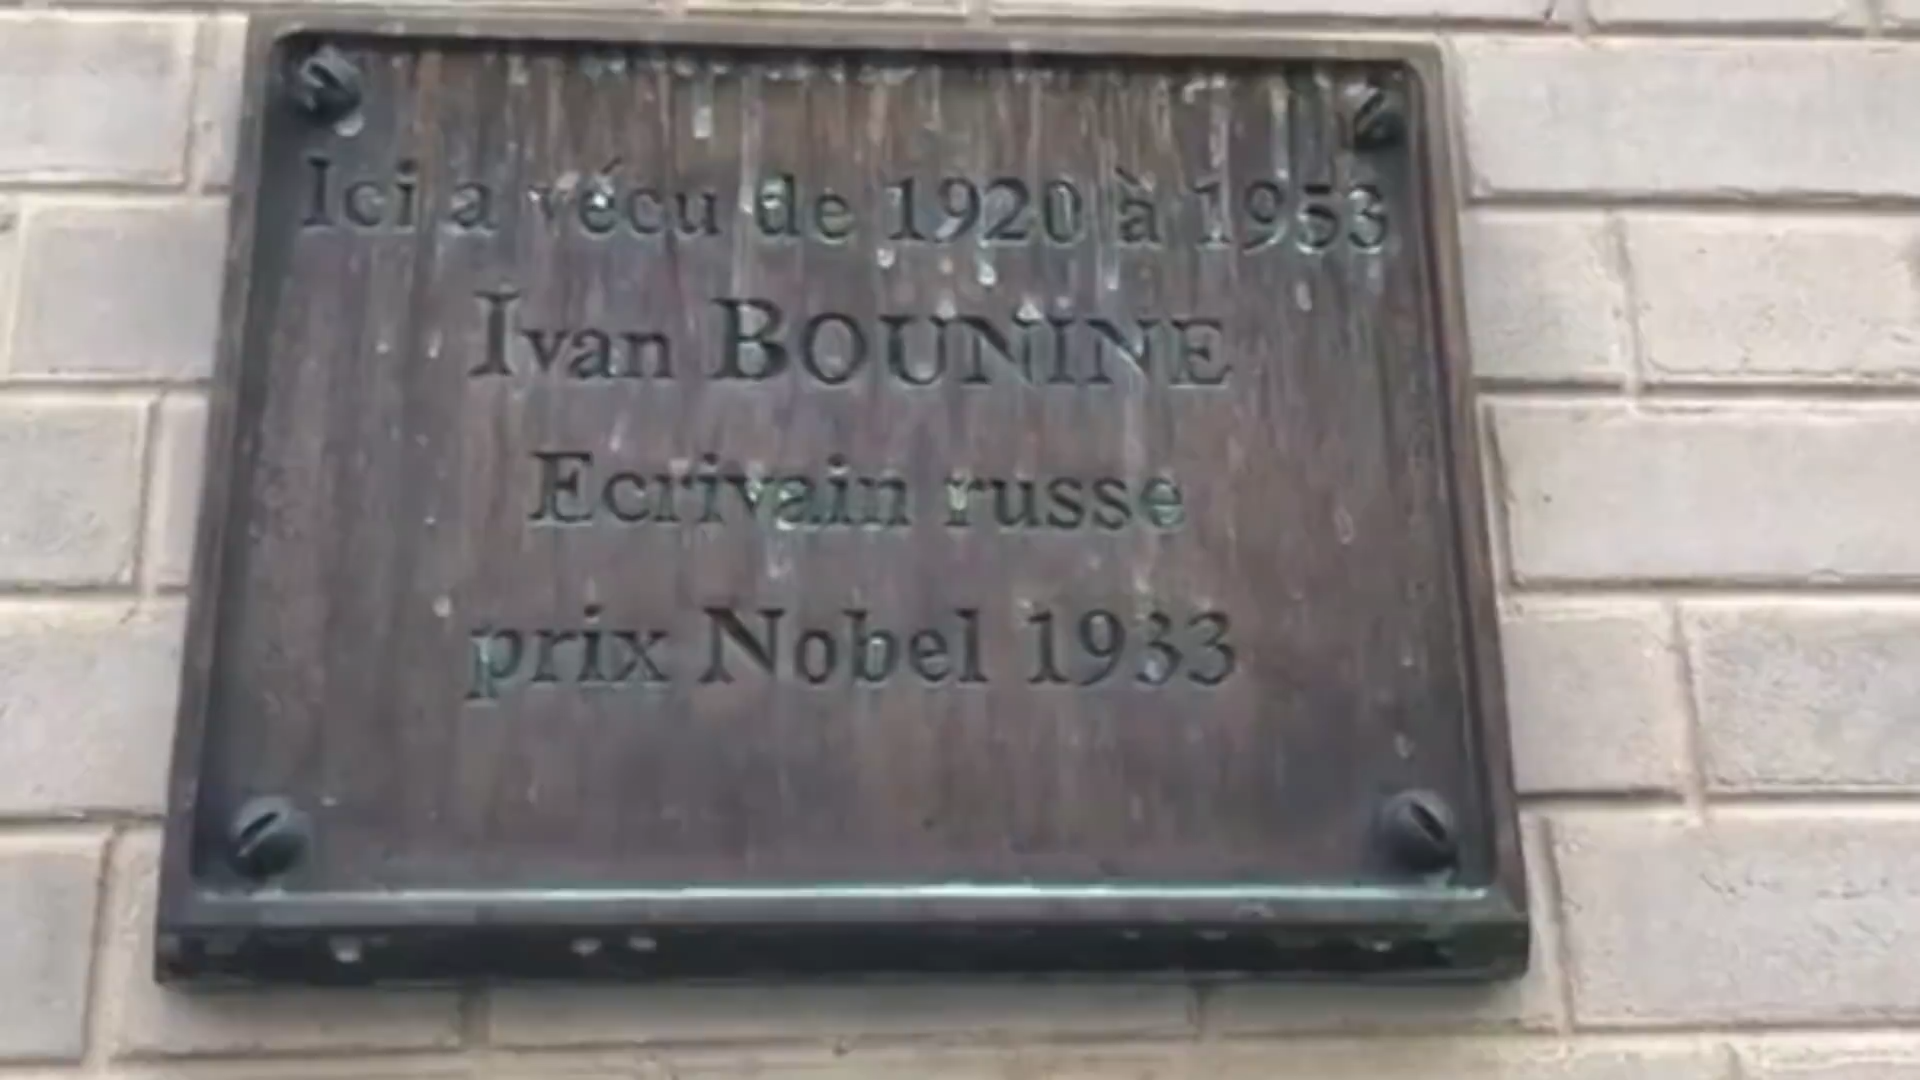 Ici a vécu de 1920 à 1953
Ivan BOUNINE
Ecrivain russe
prix Nobel 1933